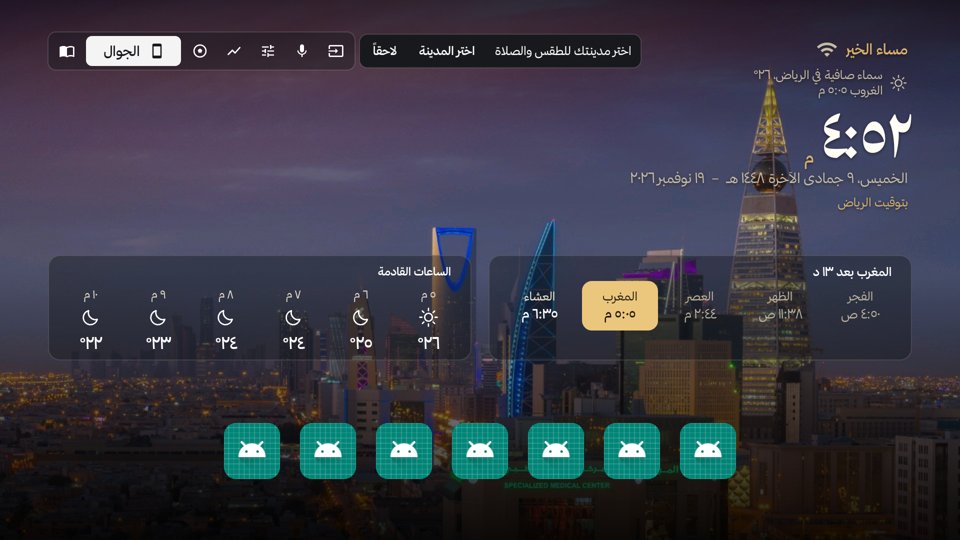 مساء الخير
سماء صافية في الرياض، ٢٦°
الغروب ٥:٠٥ م
٤:٥٢ م
الخميس، ٩ جمادى الآخرة ١٤٤٨ هـ – ١٩ نوفمبر ٢٠٢٦
بتوقيت الرياض
اختر مدينتك للطقس والصلاة اختر المدينة لاحقاً
الجوال
المغرب بعد ١٣ د
الفجر الظهر العصر المغرب العشاء
٤:٥٠ ص ١١:٣٨ ص ٢:٤٤ م ٥:٠٥ م ٦:٣٥ م
الساعات القادمة
٥ م ٦ م ٧ م ٨ م ٩ م ١٠ م
٢٦° ٢٥° ٢٤° ٢٤° ٢٣° ٢٢°
SPECIALIZED MEDICAL CENTER